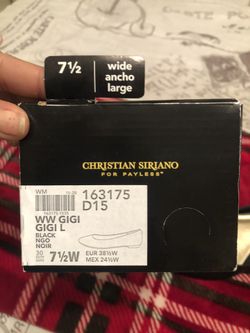 7½
wide
ancho
large
CHRISTIAN SIRIANO
FOR PAYLESS
WM
163175
D15
WW GIGI
GIGI L
BLACK
NGO
NOIR
30
7½W
EUR 38½W
MEX 24½W